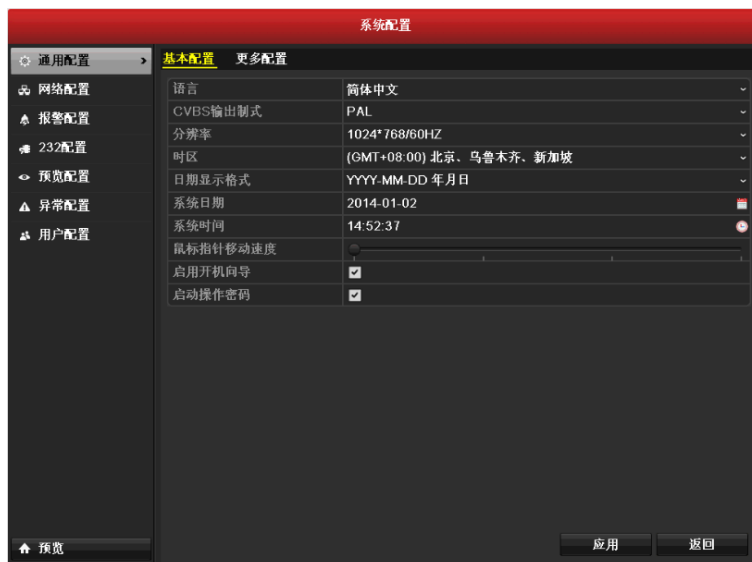 系统配置
通用配置
网络配置
报警配置
232配置
预览配置
异常配置
用户配置
预览
基本配置 更多配置
语言 简体中文
CVBS输出制式 PAL
分辨率 1024*768/60HZ
时区 (GMT+08:00) 北京、乌鲁木齐、新加坡
日期显示格式 YYYY-MM-DD 年月日
系统日期 2014-01-02
系统时间 14:52:37
鼠标指针移动速度
启用开机向导
启动操作密码
应用 返回